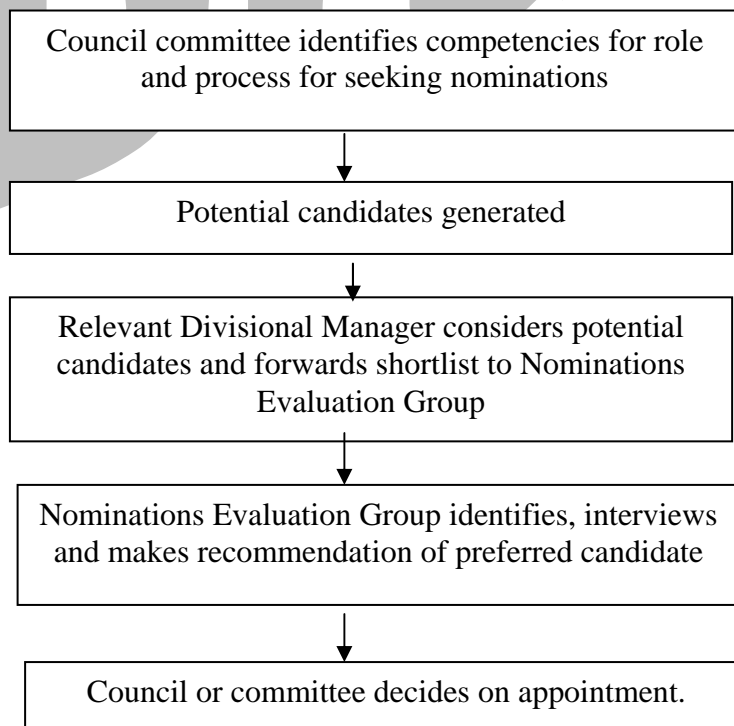 Council committee identifies competencies for role
and process for seeking nominations
Potential candidates generated
Relevant Divisional Manager considers potential
candidates and forwards shortlist to Nominations
Evaluation Group
Nominations Evaluation Group identifies, interviews
and makes recommendation of preferred candidate
Council or committee decides on appointment.